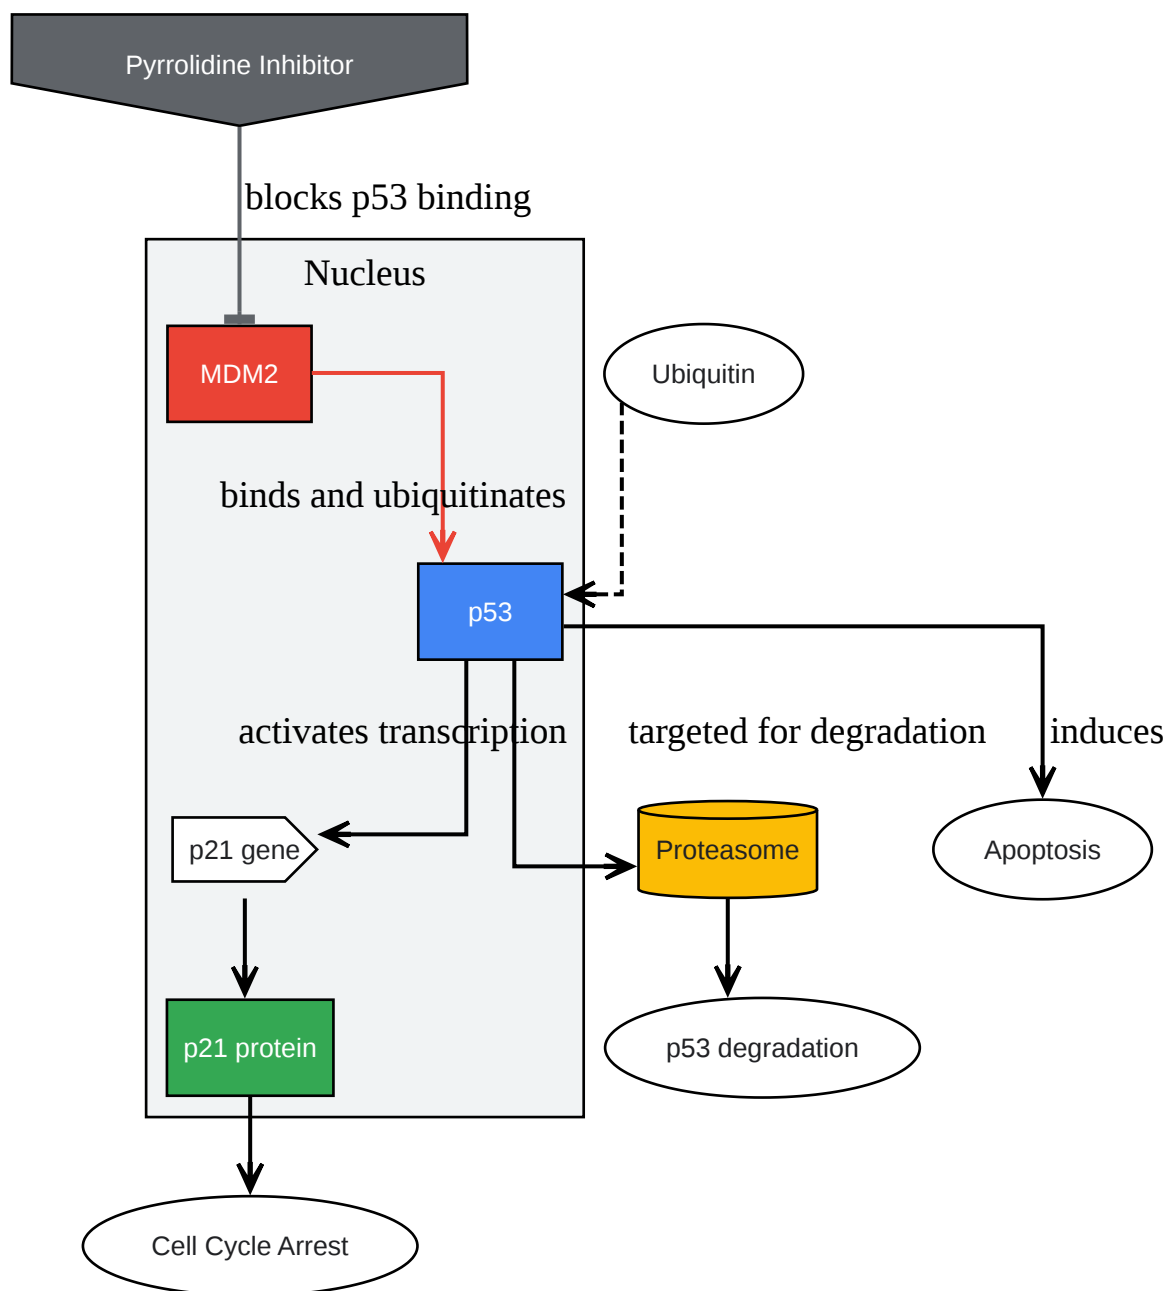 Pyrrolidine Inhibitor
blocks p53 binding
Nucleus
MDM2
Ubiquitin
binds and ubiquitinates
p53
activates transcription
targeted for degradation
induces
p21 gene
Proteasome
Apoptosis
p21 protein
p53 degradation
Cell Cycle Arrest